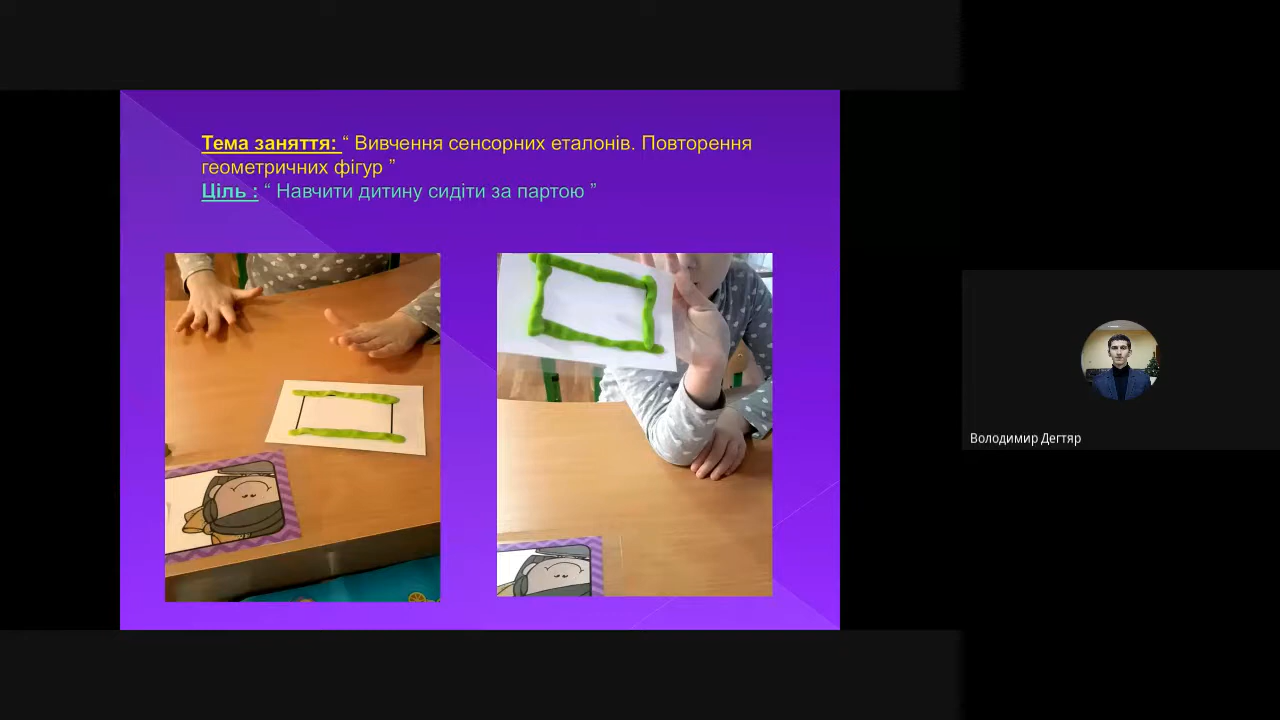 Тема заняття: “ Вивчення сенсорних еталонів. Повторення
геометричних фігур ”
Ціль : “ Навчити дитину сидіти за партою ”
Володимир Дегтяр